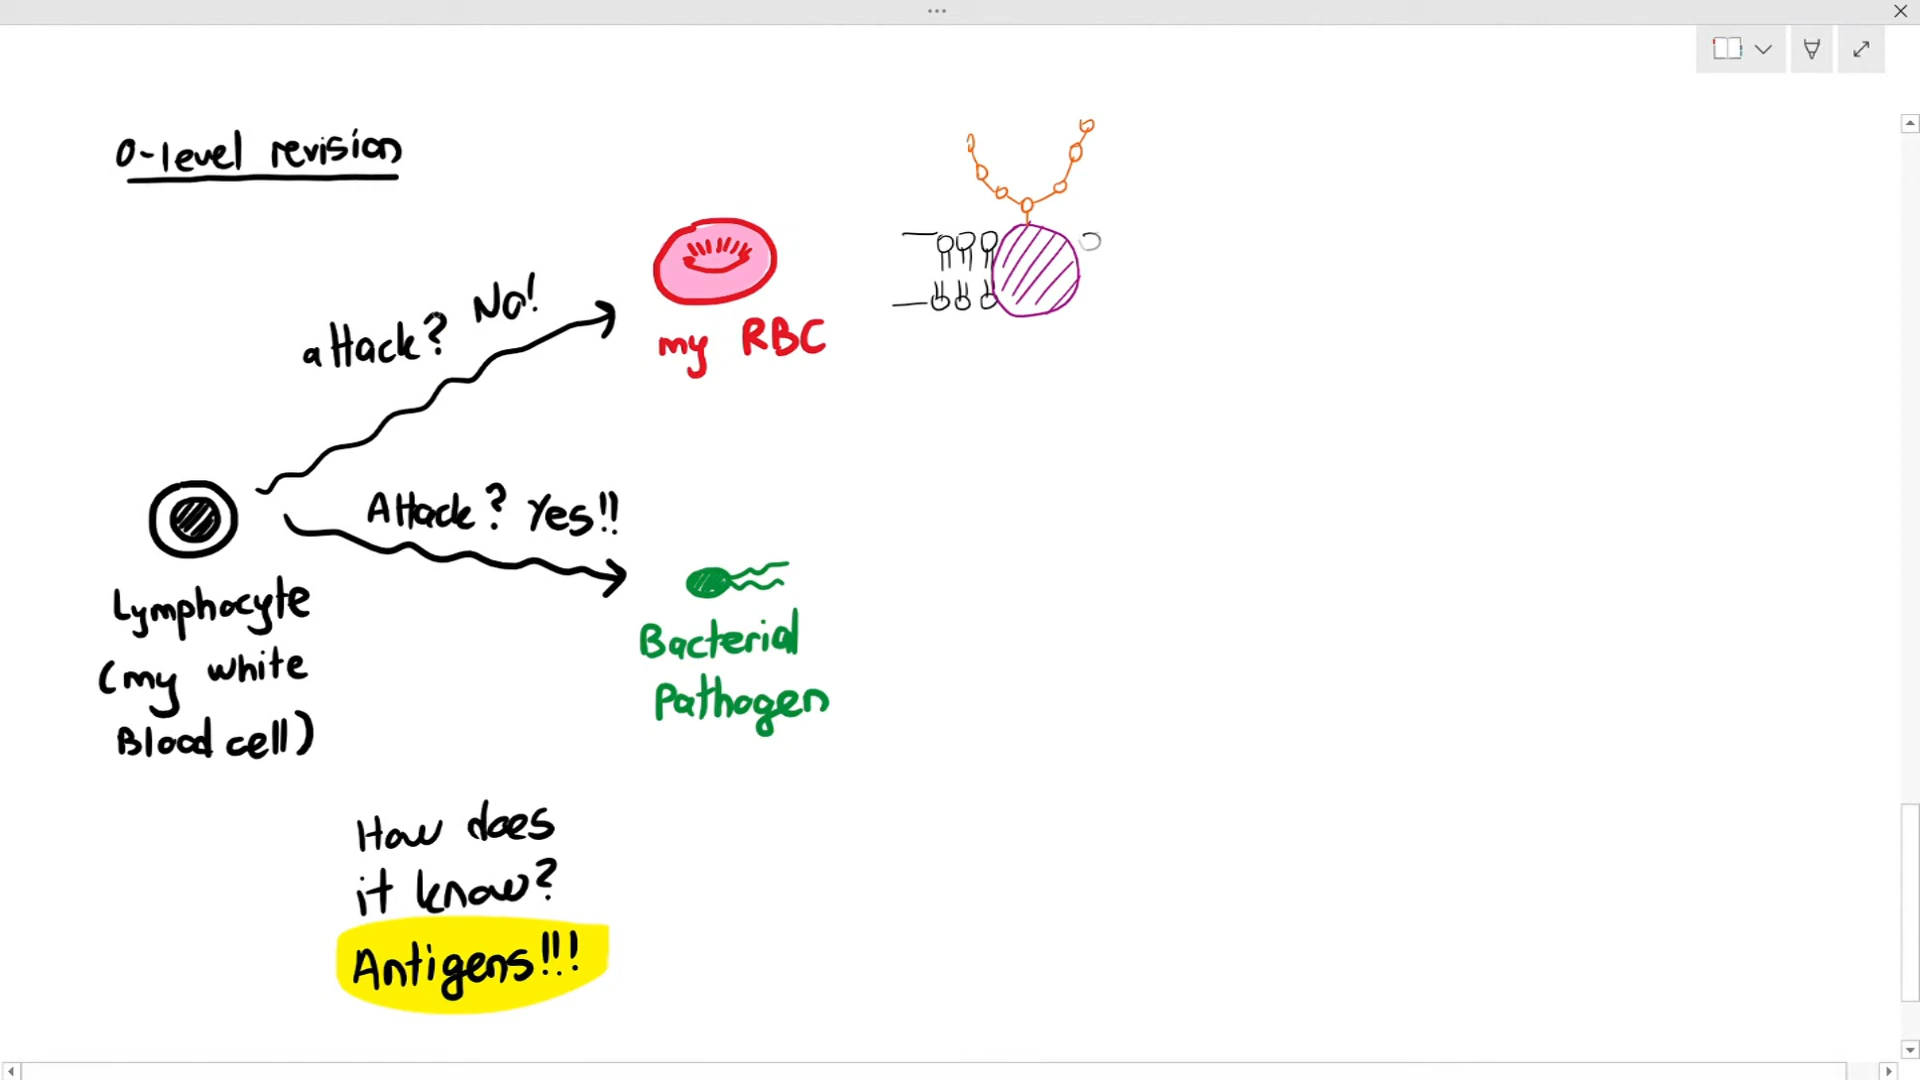 O-level revision
attack? No!
my RBC
Attack? Yes!!
Lymphocyte
(my white
Blood cell)
Bacterial
Pathogen
How does
it know?
Antigens!!!